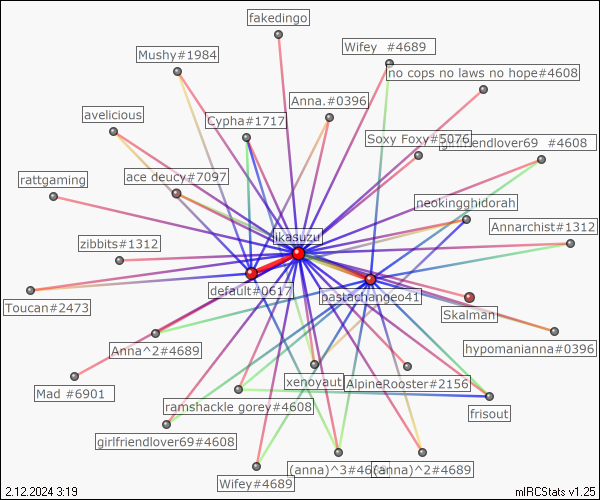 fakedingo
Wifey #4689
Mushy#1984
no cops no laws no hope#4608
Anna.#0396
avelicious
Cypha#1717
Soxy Foxy#5076
girlfriendlover69 #4608
rattgaming
ace deucy#7097
neokingghidorah
Annarchist#1312
ikasuzu
zibbits#1312
default#0617
pastachangeo41
Toucan#2473
Skalman
Anna^2#4689
hypomanianna#0396
xenoyaut
AlpineRooster#2156
Mad #6901
ramshackle gorey#4608
frisout
girlfriendlover69#4608
(anna)^3#4689
(anna)^2#4689
Wifey#4689
2.12.2024 3:19
mIRCStats v1.25